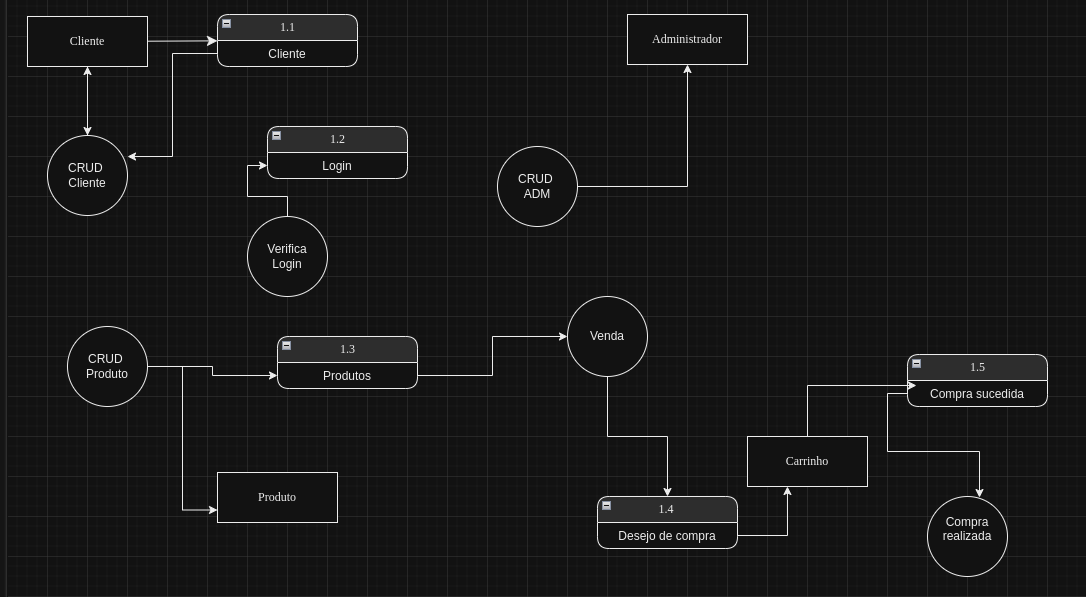 Cliente
1.1
Cliente
Administrador
1.2
Login
CRUD
Cliente
CRUD
ADM
Verifica
Login
Venda
CRUD
Produto
1.3
Produtos
1.5
Compra sucedida
Carrinho
Produto
1.4
Desejo de compra
Compra
realizada